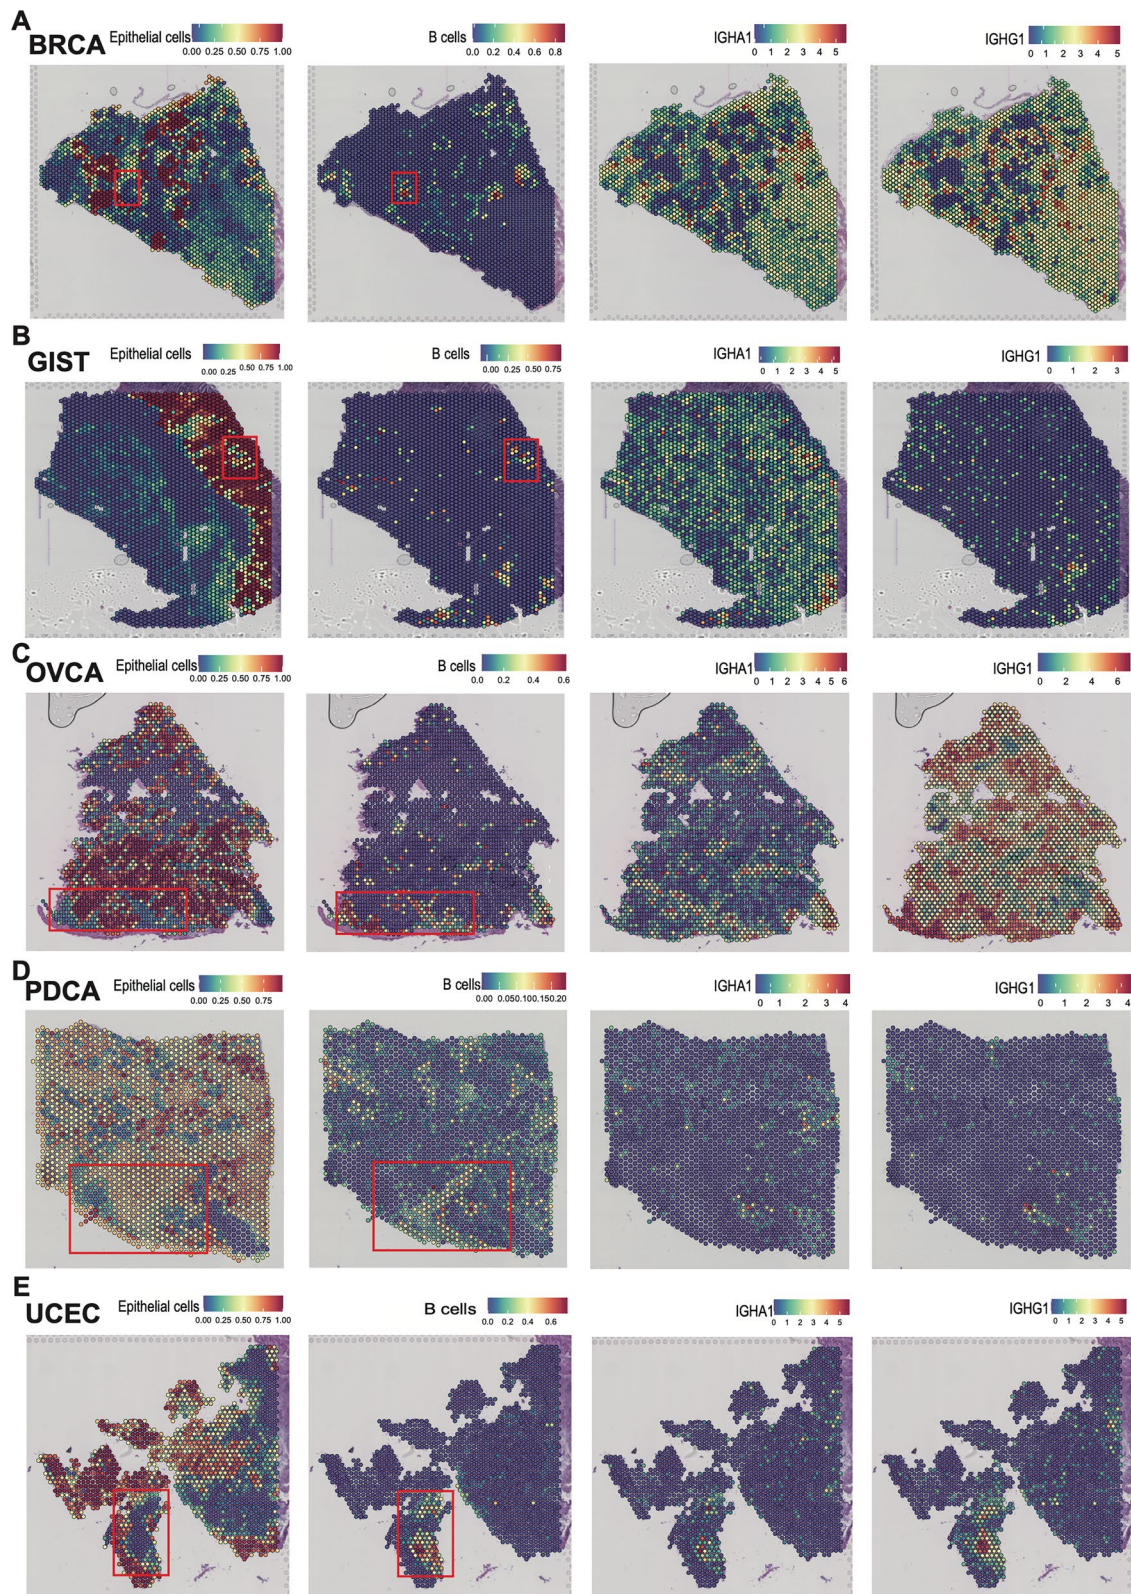 A
BRCA
Epithelial cells
0.00 0.25 0.50 0.75 1.00
B cells
0.0 0.2 0.4 0.6 0.8
IGHA1
0 1 2 3 4 5
IGHG1
0 1 2 3 4 5
B
GIST
Epithelial cells
0.00 0.25 0.50 0.75 1.00
B cells
0.00 0.25 0.50 0.75
IGHA1
0 1 2 3 4 5
IGHG1
0 1 2 3
C
OVCA
Epithelial cells
0.00 0.25 0.50 0.75 1.00
B cells
0.0 0.2 0.4 0.6
IGHA1
0 1 2 3 4 5 6
IGHG1
0 2 4 6
D
PDCA
Epithelial cells
0.00 0.25 0.50 0.75
B cells
0.00 0.050.100.150.20
IGHA1
0 1 2 3 4
IGHG1
0 1 2 3 4
E
UCEC
Epithelial cells
0.00 0.25 0.50 0.75 1.00
B cells
0.0 0.2 0.4 0.6
IGHA1
0 1 2 3 4 5
IGHG1
0 1 2 3 4 5